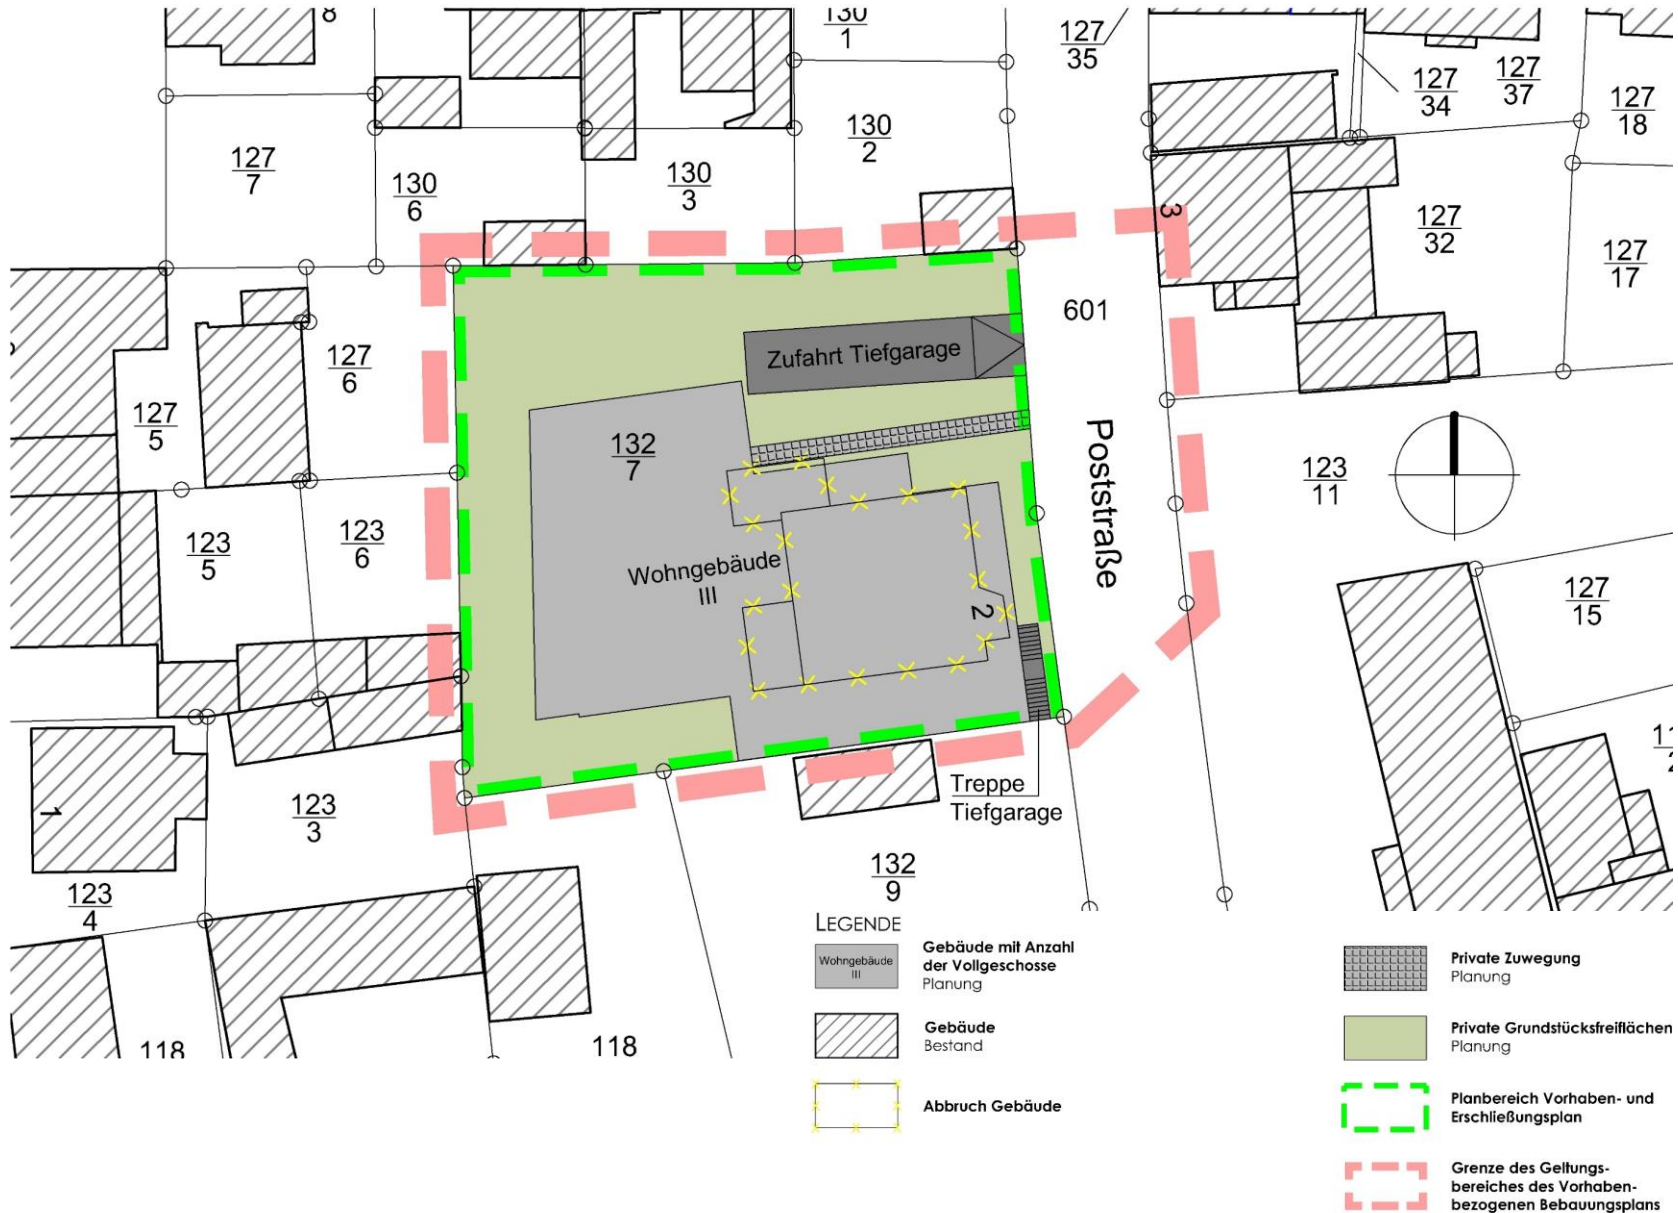 8
130
1
127
35
127
34
127
37
127
18
127
7
130
6
130
3
130
2
3
127
32
127
17
601
127
6
127
5
Zufahrt Tiefgarage
132
7
Poststraße
123
11
123
5
123
6
Wohngebäude
III
2
127
15
1
123
3
Treppe
Tiefgarage
123
4
132
9
118
118
LEGENDE
Wohngebäude
III
Gebäude mit Anzahl
der Vollgeschosse
Planung
Gebäude
Bestand
Abbruch Gebäude
Private Zuwegung
Planung
Private Grundstücksfreiflächen
Planung
Planbereich Vorhaben- und
Erschließungsplan
Grenze des Geltungs-
bereiches des Vorhaben-
bezogenen Bebauungsplans